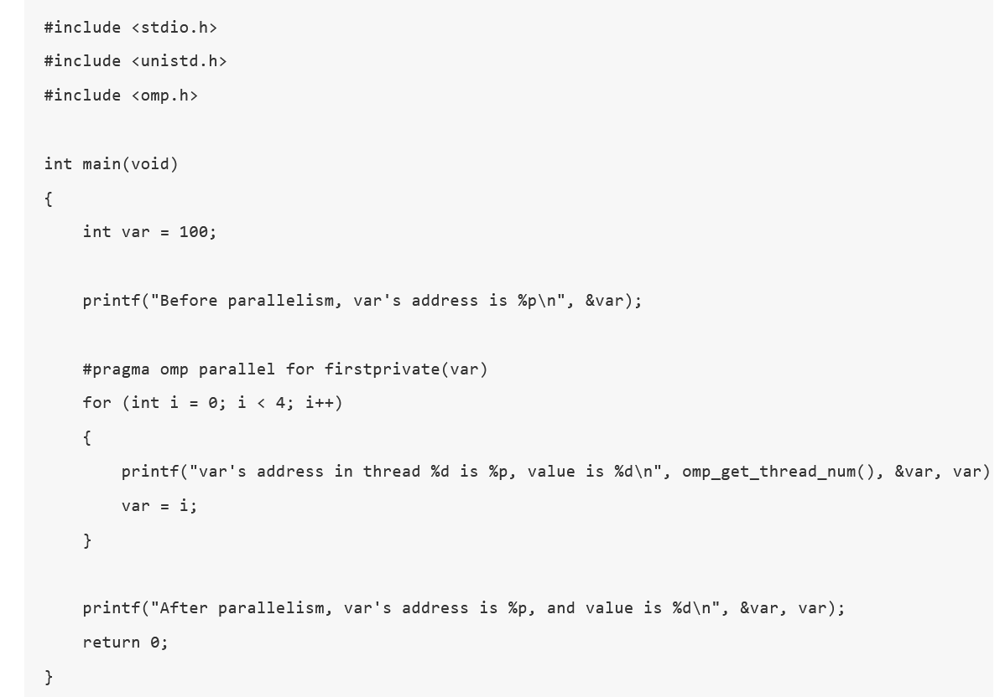 #include <stdio.h>
#include <unistd.h>
#include <omp.h>
int main(void)
{
    int var = 100;
    printf("Before parallelism, var's address is %p\n", &var);
    #pragma omp parallel for firstprivate(var)
    for (int i = 0; i < 4; i++)
    {
        printf("var's address in thread %d is %p, value is %d\n", omp_get_thread_num(), &var, var)
        var = i;
    }
    printf("After parallelism, var's address is %p, and value is %d\n", &var, var);
    return 0;
}